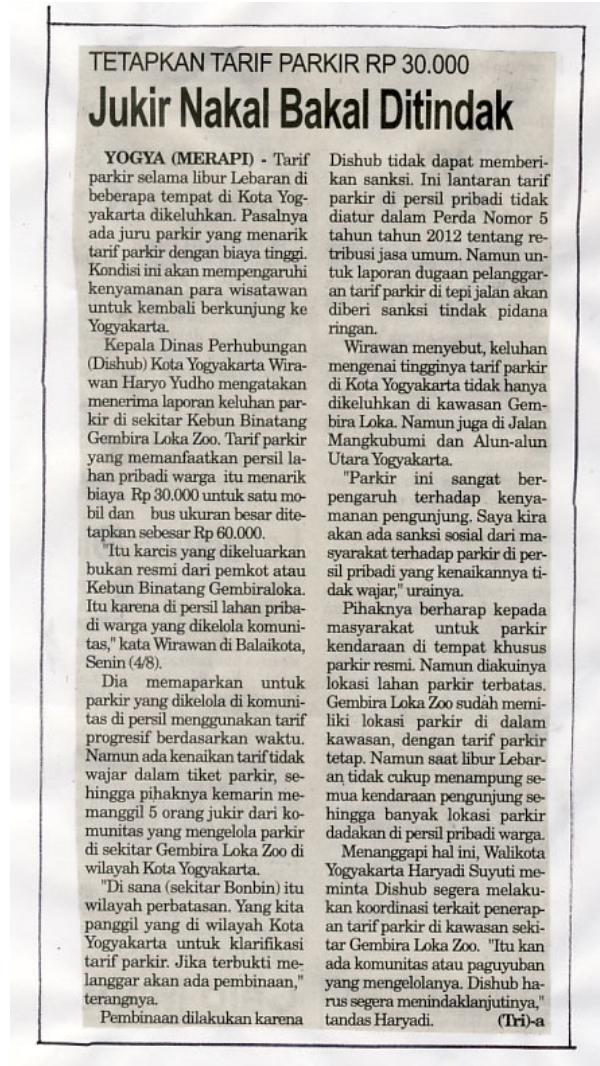 TETAPKAN TARIF PARKIR RP 30.000
Jukir Nakal Bakal Ditindak
YOGYA (MERAPI) - Tarif
parkir selama libur Lebaran di
beberapa tempat di Kota Yog-
yakarta dikeluhkan. Pasalnya
ada juru parkir yang menarik
tarif parkir dengan biaya tinggi.
Kondisi ini akan mempengaruhi
kenyamanan para wisatawan
untuk kembali berkunjung ke
Yogyakarta.
Kepala Dinas Perhubungan
(Dishub) Kota Yogyakarta Wira-
wan Haryo Yudho mengatakan
menerima laporan keluhan par-
kir di sekitar Kebun Binatang
Gembira Loka Zoo. Tarif parkir
yang memanfaatkan persil la-
han pribadi warga itu menarik
biaya Rp 30.000 untuk satu mo-
bil dan bus ukuran besar dite-
tapkan sebesar Rp 60.000.
"Itu karcis yang dikeluarkan
bukan resmi dari pemkot atau
Kebun Binatang Gembiraloka.
Itu karena di persil lahan priba-
di warga yang dikelola komuni-
tas," kata Wirawan di Balaikota,
Senin (4/8).
Dia memaparkan untuk
parkir yang dikelola di komuni-
tas di persil menggunakan tarif
progresif berdasarkan waktu.
Namun ada kenaikan tarif tidak
wajar dalam tiket parkir, se-
hingga pihaknya kemarin me-
manggil 5 orang jukir dari ko-
munitas yang mengelola parkir
di sekitar Gembira Loka Zoo di
wilayah Kota Yogyakarta.
"Di sana (sekitar Bonbin) itu
wilayah perbatasan. Yang kita
panggil yang di wilayah Kota
Yogyakarta untuk klarifikasi
tarif parkir. Jika terbukti me-
langgar akan ada pembinaan,"
terangnya.
Pembinaan dilakukan karena
Dishub tidak dapat memberi-
kan sanksi. Ini lantaran tarif
parkir di persil pribadi tidak
diatur dalam Perda Nomor 5
tahun tahun 2012 tentang re-
tribusi jasa umum. Namun un-
tuk laporan dugaan pelanggar-
an tarif parkir di tepi jalan akan
diberi sanksi tindak pidana
ringan.
Wirawan menyebut, keluhan
mengenai tingginya tarif parkir
di Kota Yogyakarta tidak hanya
dikeluhkan di kawasan Gem-
bira Loka. Namun juga di Jalan
Mangkubumi dan Alun-alun
Utara Yogyakarta.
"Parkir ini sangat ber-
pengaruh terhadap kenya-
manan pengunjung. Saya kira
akan ada sanksi sosial dari ma-
syarakat terhadap parkir di per-
sil pribadi yang kenaikannya ti-
dak wajar," urainya.
Pihaknya berharap kepada
masyarakat untuk parkir
kendaraan di tempat khusus
parkir resmi. Namun diakuinya
lokasi lahan parkir terbatas.
Gembira Loka Zoo sudah memi-
liki lokasi parkir di dalam
kawasan, dengan tarif parkir
tetap. Namun saat libur Lebar-
an tidak cukup menampung se-
mua kendaraan pengunjung se-
hingga banyak lokasi parkir
dadakan di persil pribadi warga.
Menanggapi hal ini, Walikota
Yogyakarta Haryadi Suyuti me-
minta Dishub segera melaku-
kan koordinasi terkait penerap-
an tarif parkir di kawasan seki-
tar Gembira Loka Zoo. "Itu kan
ada komunitas atau paguyuban
yang mengelolanya. Dishub ha-
rus segera menindaklanjutinya,"
tandas Haryadi. (Tri)-a